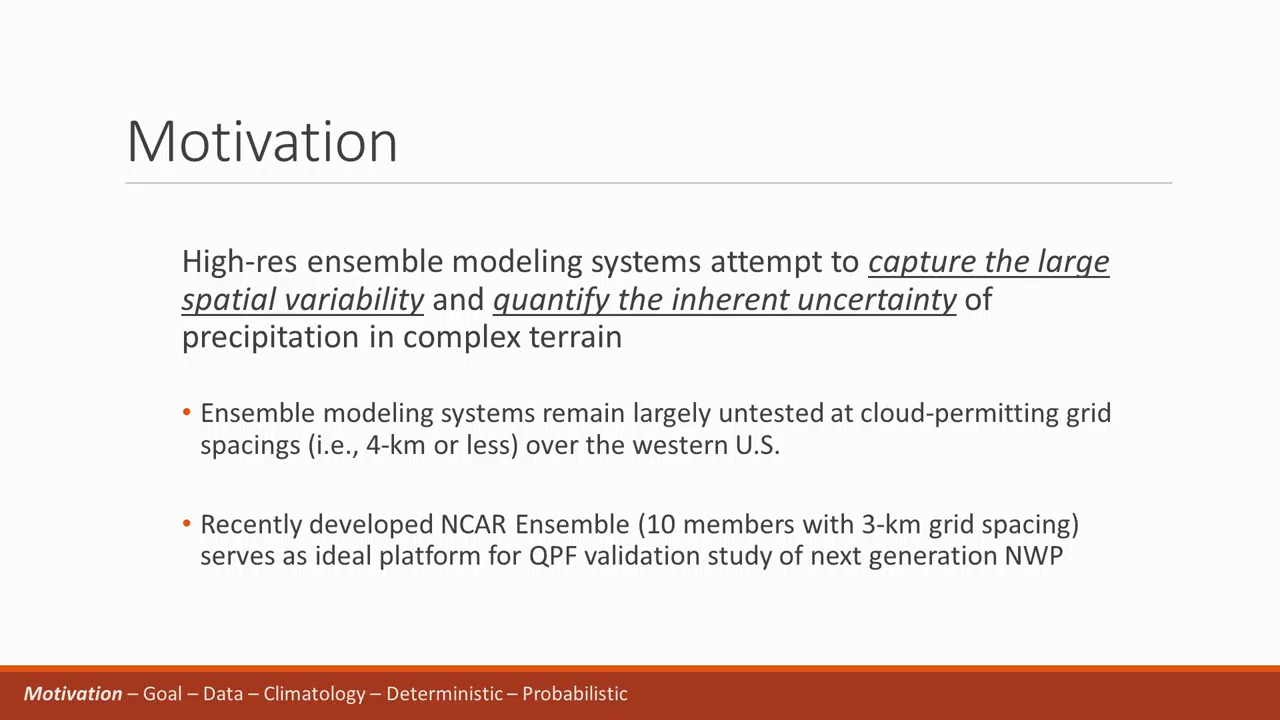 Motivation
High-res ensemble modeling systems attempt to capture the large
spatial variability and quantify the inherent uncertainty of
precipitation in complex terrain
• Ensemble modeling systems remain largely untested at cloud-permitting grid
spacings (i.e., 4-km or less) over the western U.S.
• Recently developed NCAR Ensemble (10 members with 3-km grid spacing)
serves as ideal platform for QPF validation study of next generation NWP
Motivation – Goal – Data – Climatology – Deterministic – Probabilistic